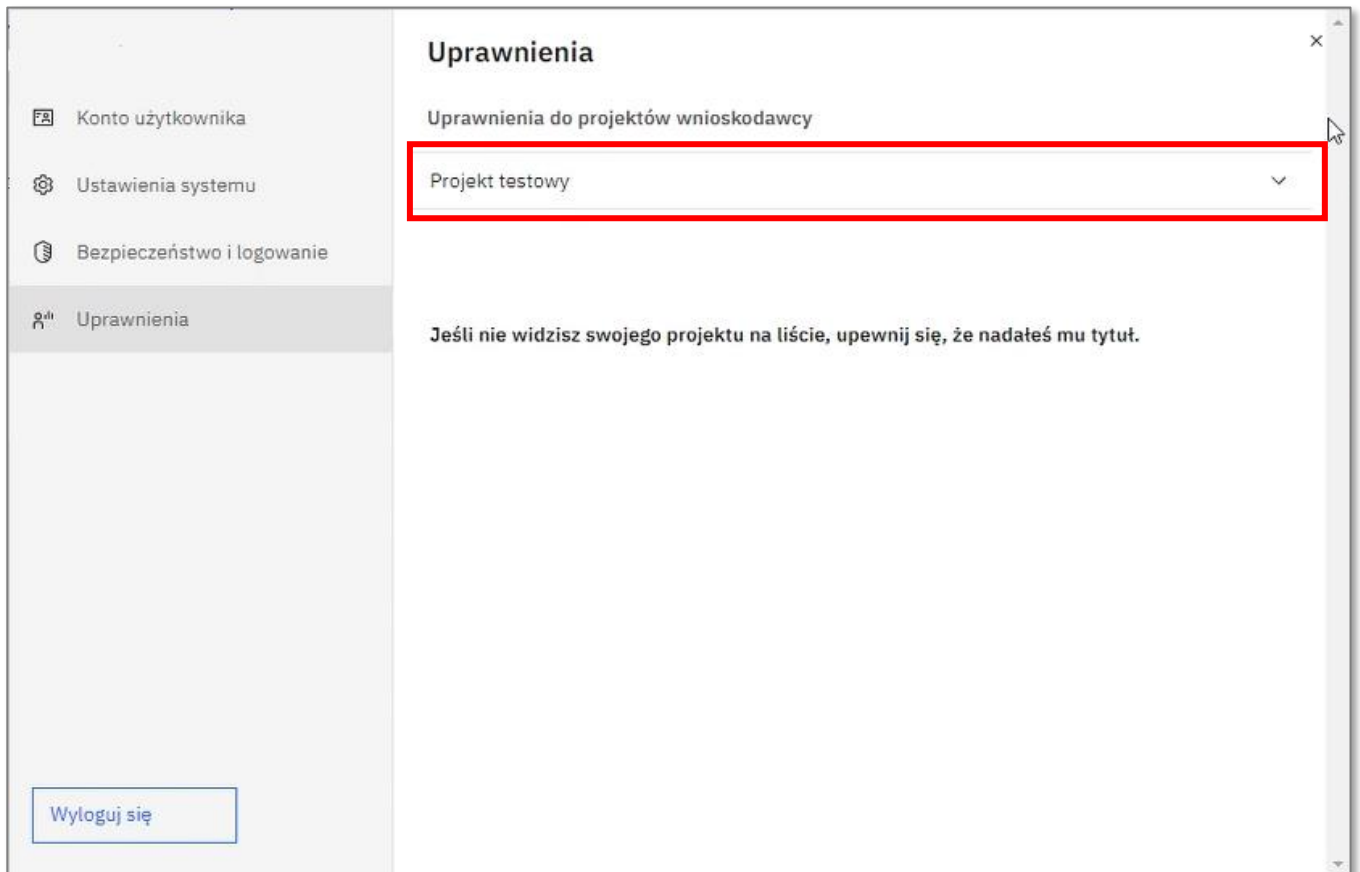 Konto użytkownika
Ustawienia systemu
Bezpieczeństwo i logowanie
Uprawnienia
Wyloguj się
Uprawnienia
Uprawnienia do projektów wnioskodawcy
Projekt testowy
Jeśli nie widzisz swojego projektu na liście, upewnij się, że nadałeś mu tytuł.